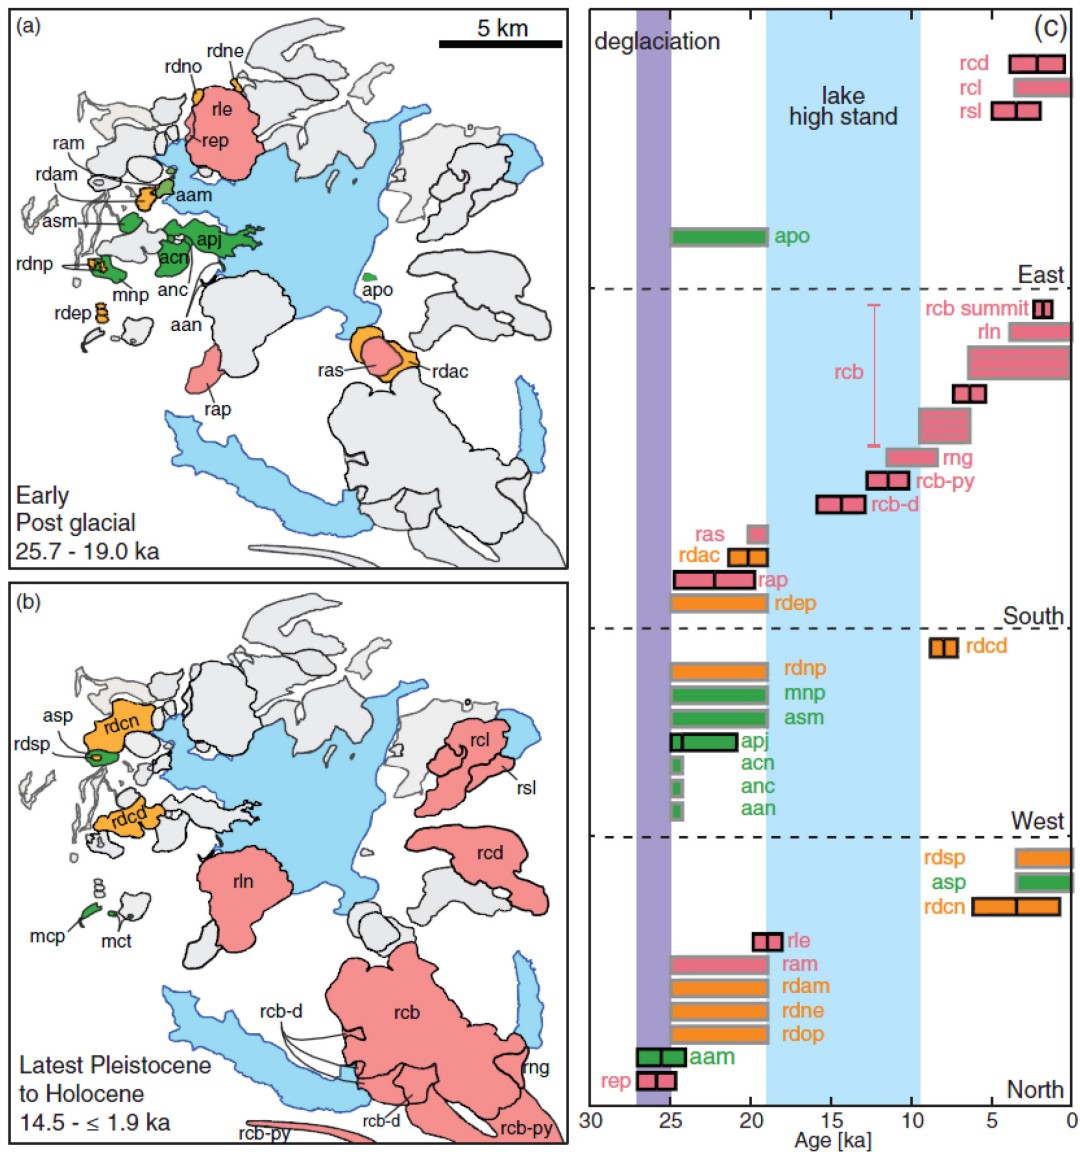 (a)
5 km
rdne
rdno
rle
rep
ram
rdam
aam
asm
apj
acn
rdnp
mnp
anc
apo
rdep
aan
ras
rdac
rap
Early
Post glacial
25.7 - 19.0 ka
(b)
asp
rdcn
rdsp
rcl
rsl
rdcd
rcd
rln
mcp
mct
rcb-d
rcb
rng
rcb-d
rcb-py
rcb-py
Latest Pleistocene
to Holocene
14.5 - ≤ 1.9 ka
(c)
deglaciation
lake
high stand
rcd
rcl
rsl
apo
East
rcb summit
rln
rcb
rng
rcb-py
rcb-d
ras
rdac
rap
rdep
South
rdcd
rdnp
mnp
asm
apj
acn
anc
aan
West
rdsp
asp
rdcn
rle
ram
rdam
rdne
rdop
aam
rep
North
30 25 20 15 10 5 0
Age [ka]